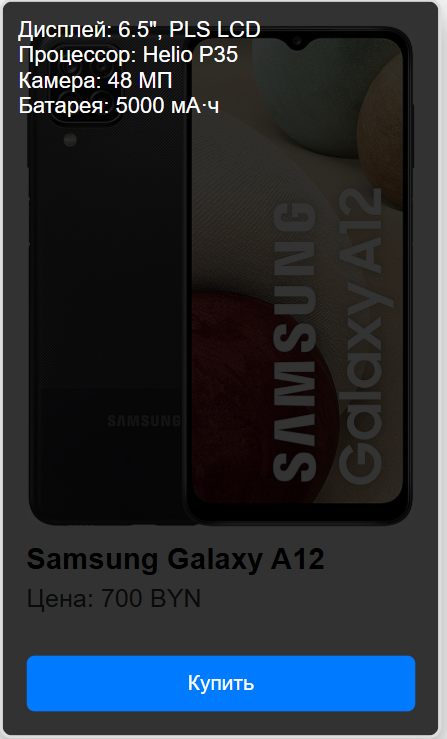 Дисплей: 6.5", PLS LCD
Процессор: Helio P35
Камера: 48 МП
Батарея: 5000 мА·ч
SAMSUNG
Galaxy A12
SAMSUNG
Samsung Galaxy A12
Цена: 700 BYN
Купить